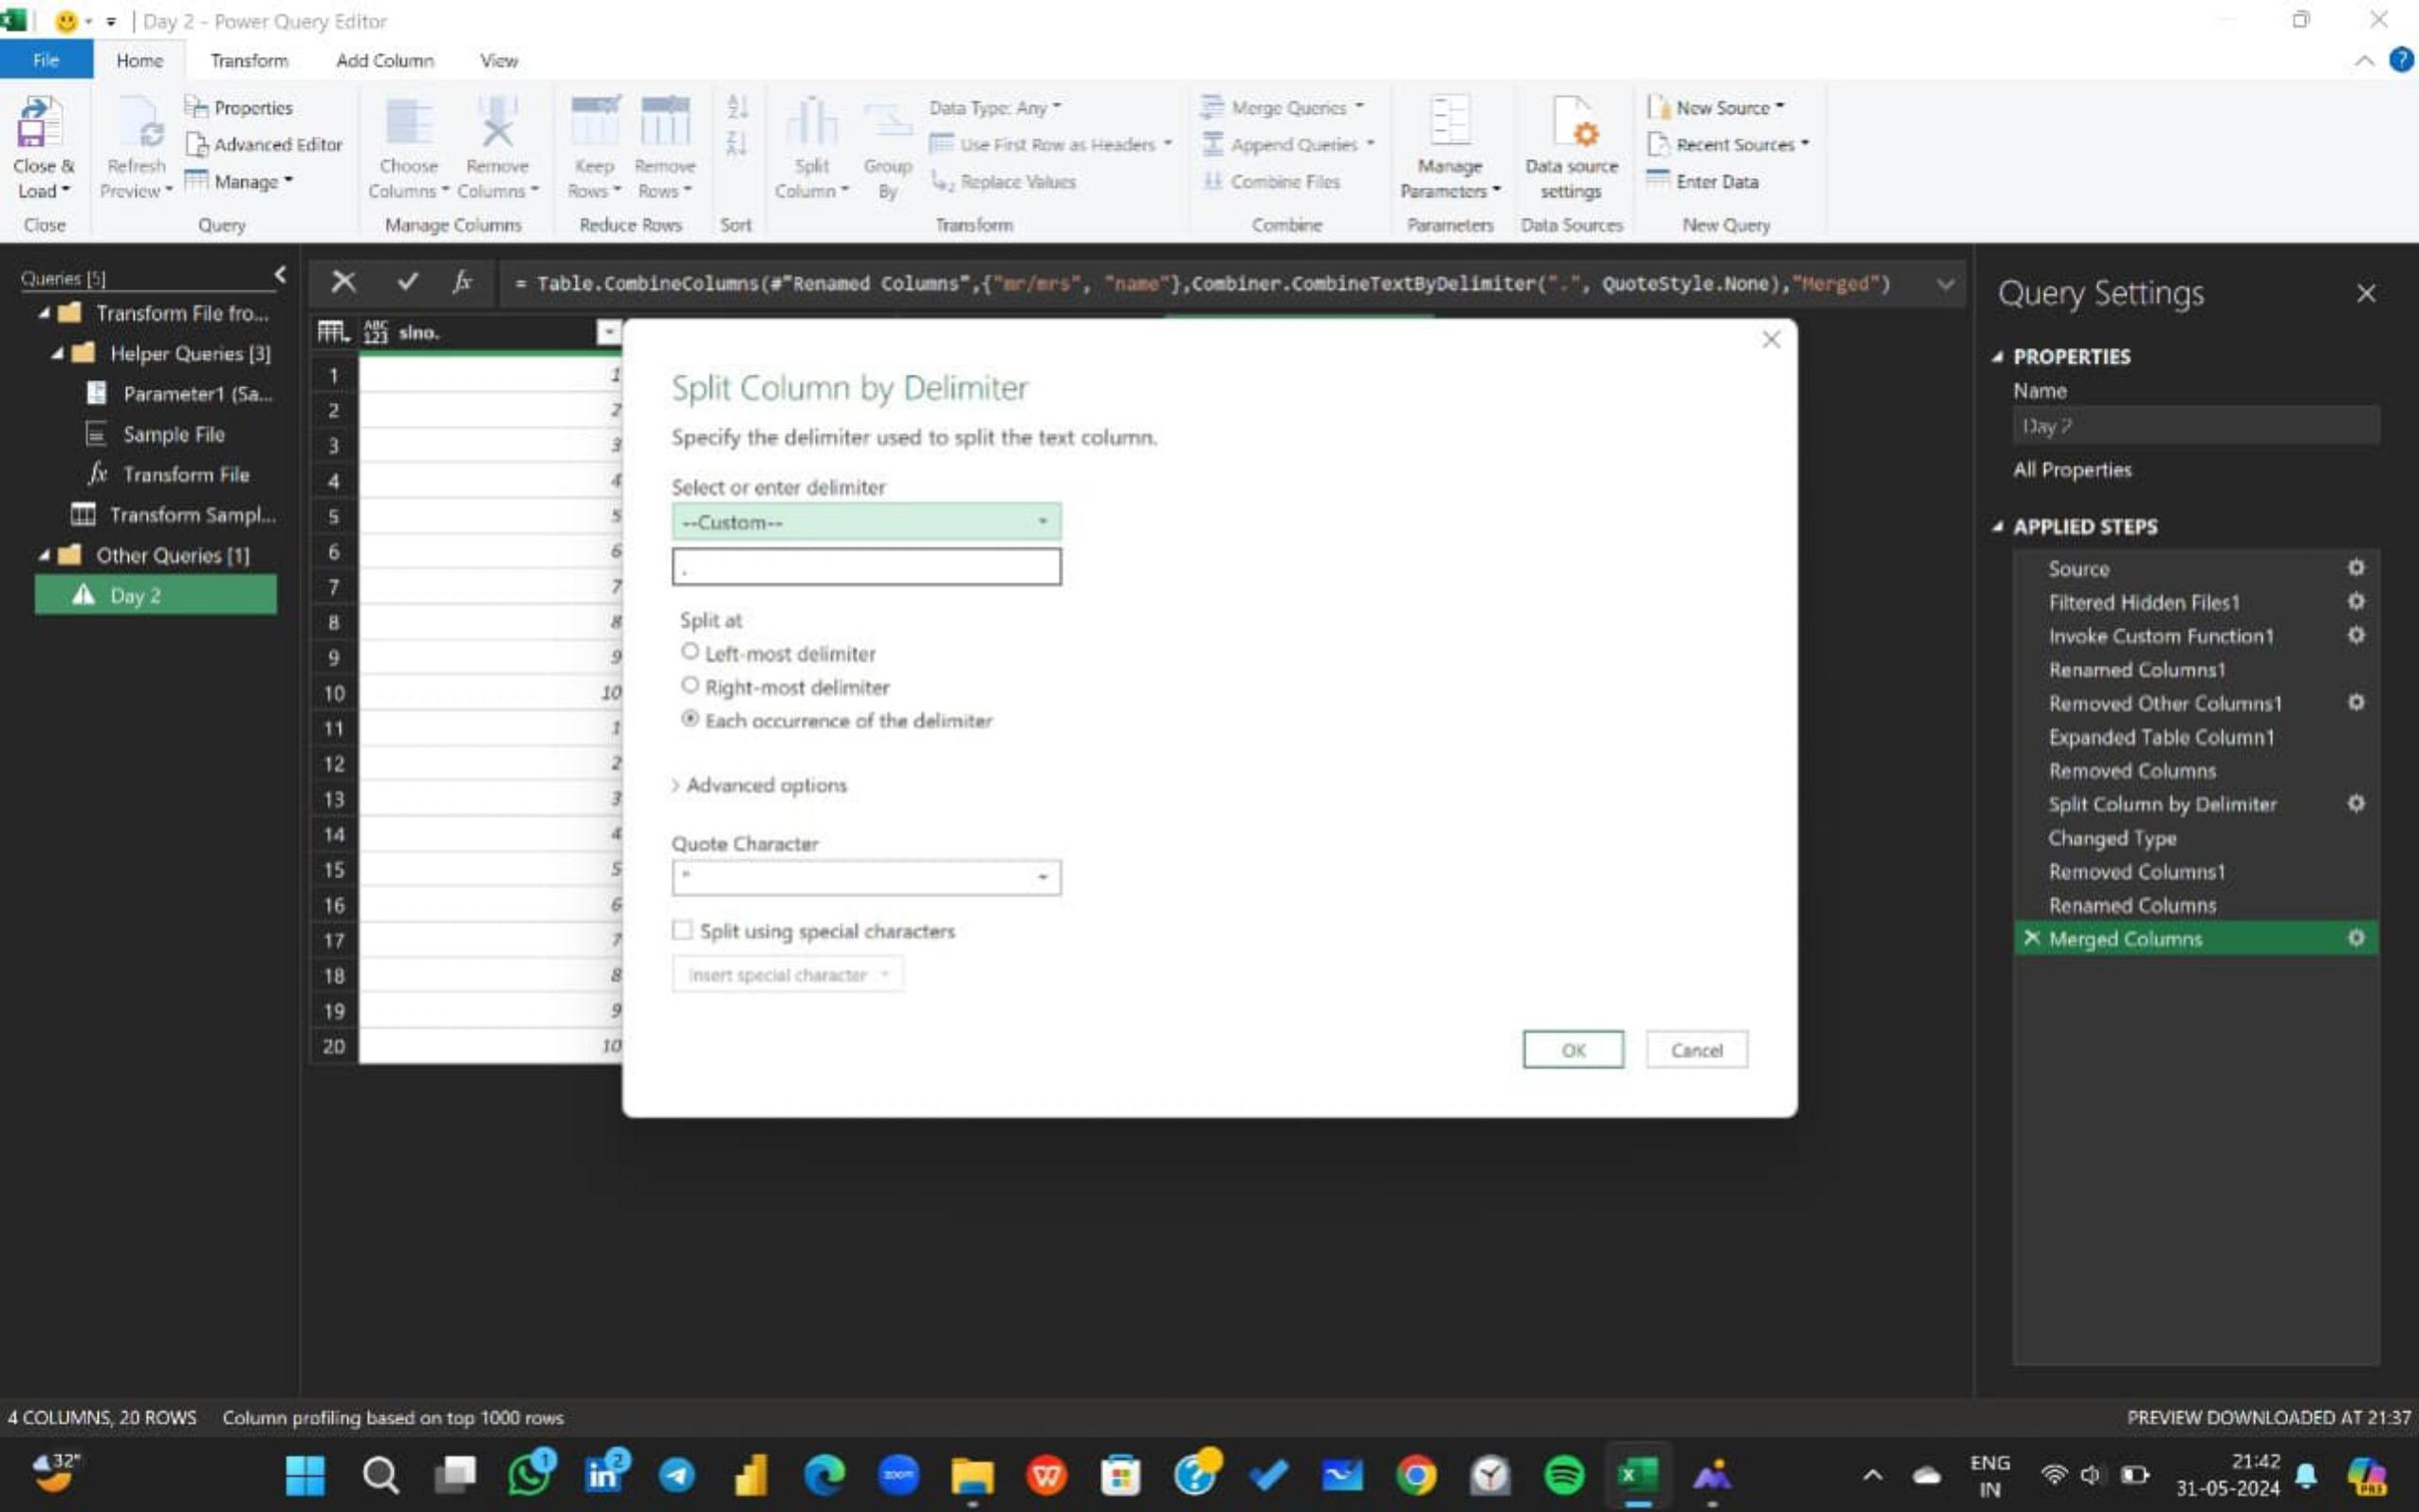 Day 2 - Power Query Editor
File
Home
Transform
Add Column
View
Close & Load
Refresh Preview
Properties
Advanced Editor
Manage
Choose Columns
Remove Columns
Keep Rows
Remove Rows
Split Column
Group By
Data Type: Any
Use First Row as Headers
Replace Values
Merge Queries
Append Queries
Combine Files
Manage Parameters
Data source settings
New Source
Recent Sources
Enter Data
Close
Query
Manage Columns
Reduce Rows
Sort
Transform
Combine
Parameters
Data Sources
New Query
Queries [5]
Transform File fro...
Helper Queries [3]
Parameter1 (Sa...
Sample File
fx Transform File
Transform Sampl...
Other Queries [1]
Day 2
fx
= Table.CombineColumns(#"Renamed Columns",{"mr/mrs", "name"},Combiner.CombineTextByDelimiter(".", QuoteStyle.None),"Merged")
ABC 123 slno.
1 1
2 2
3 3
4 4
5 5
6 6
7 7
8 8
9 9
10 10
11 1
12 2
13 3
14 4
15 5
16 6
17 7
18 8
19 9
20 10
Split Column by Delimiter
Specify the delimiter used to split the text column.
Select or enter delimiter
--Custom--
.
Split at
Left-most delimiter
Right-most delimiter
Each occurrence of the delimiter
Advanced options
Quote Character
"
Split using special characters
Insert special character
OK
Cancel
Query Settings
PROPERTIES
Name
Day 2
All Properties
APPLIED STEPS
Source
Filtered Hidden Files1
Invoke Custom Function1
Renamed Columns1
Removed Other Columns1
Expanded Table Column1
Removed Columns
Split Column by Delimiter
Changed Type
Removed Columns1
Renamed Columns
Merged Columns
4 COLUMNS, 20 ROWS
Column profiling based on top 1000 rows
PREVIEW DOWNLOADED AT 21:37
32°
1
2
zoom
ENG
IN
21:42
31-05-2024
PRE